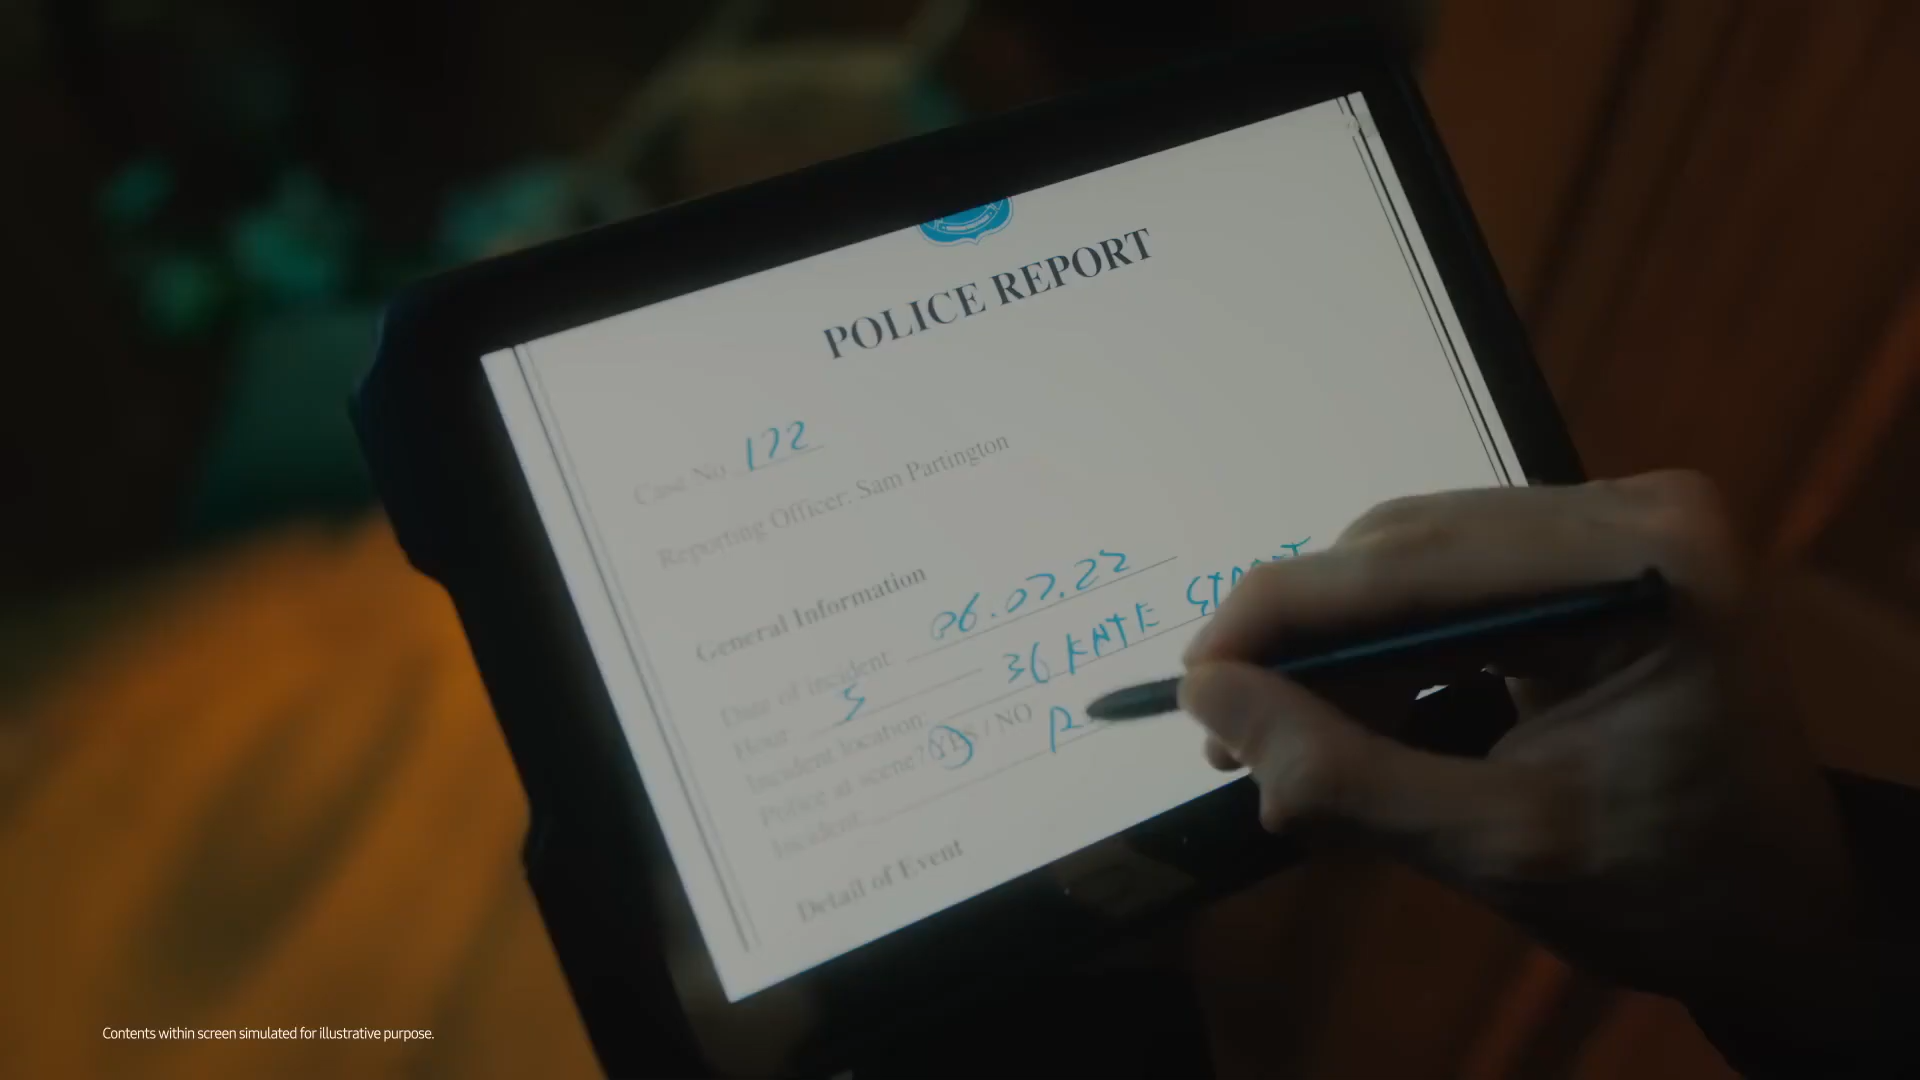 POLICE REPORT
Case No 172
Reporting Officer: Sam Partington
General Information
Date of incident 06.07.22
Hour 5
Incident location: 36 KATE
Police at scene? YES / NO
Incident:
Detail of Event
Contents within screen simulated for illustrative purpose.